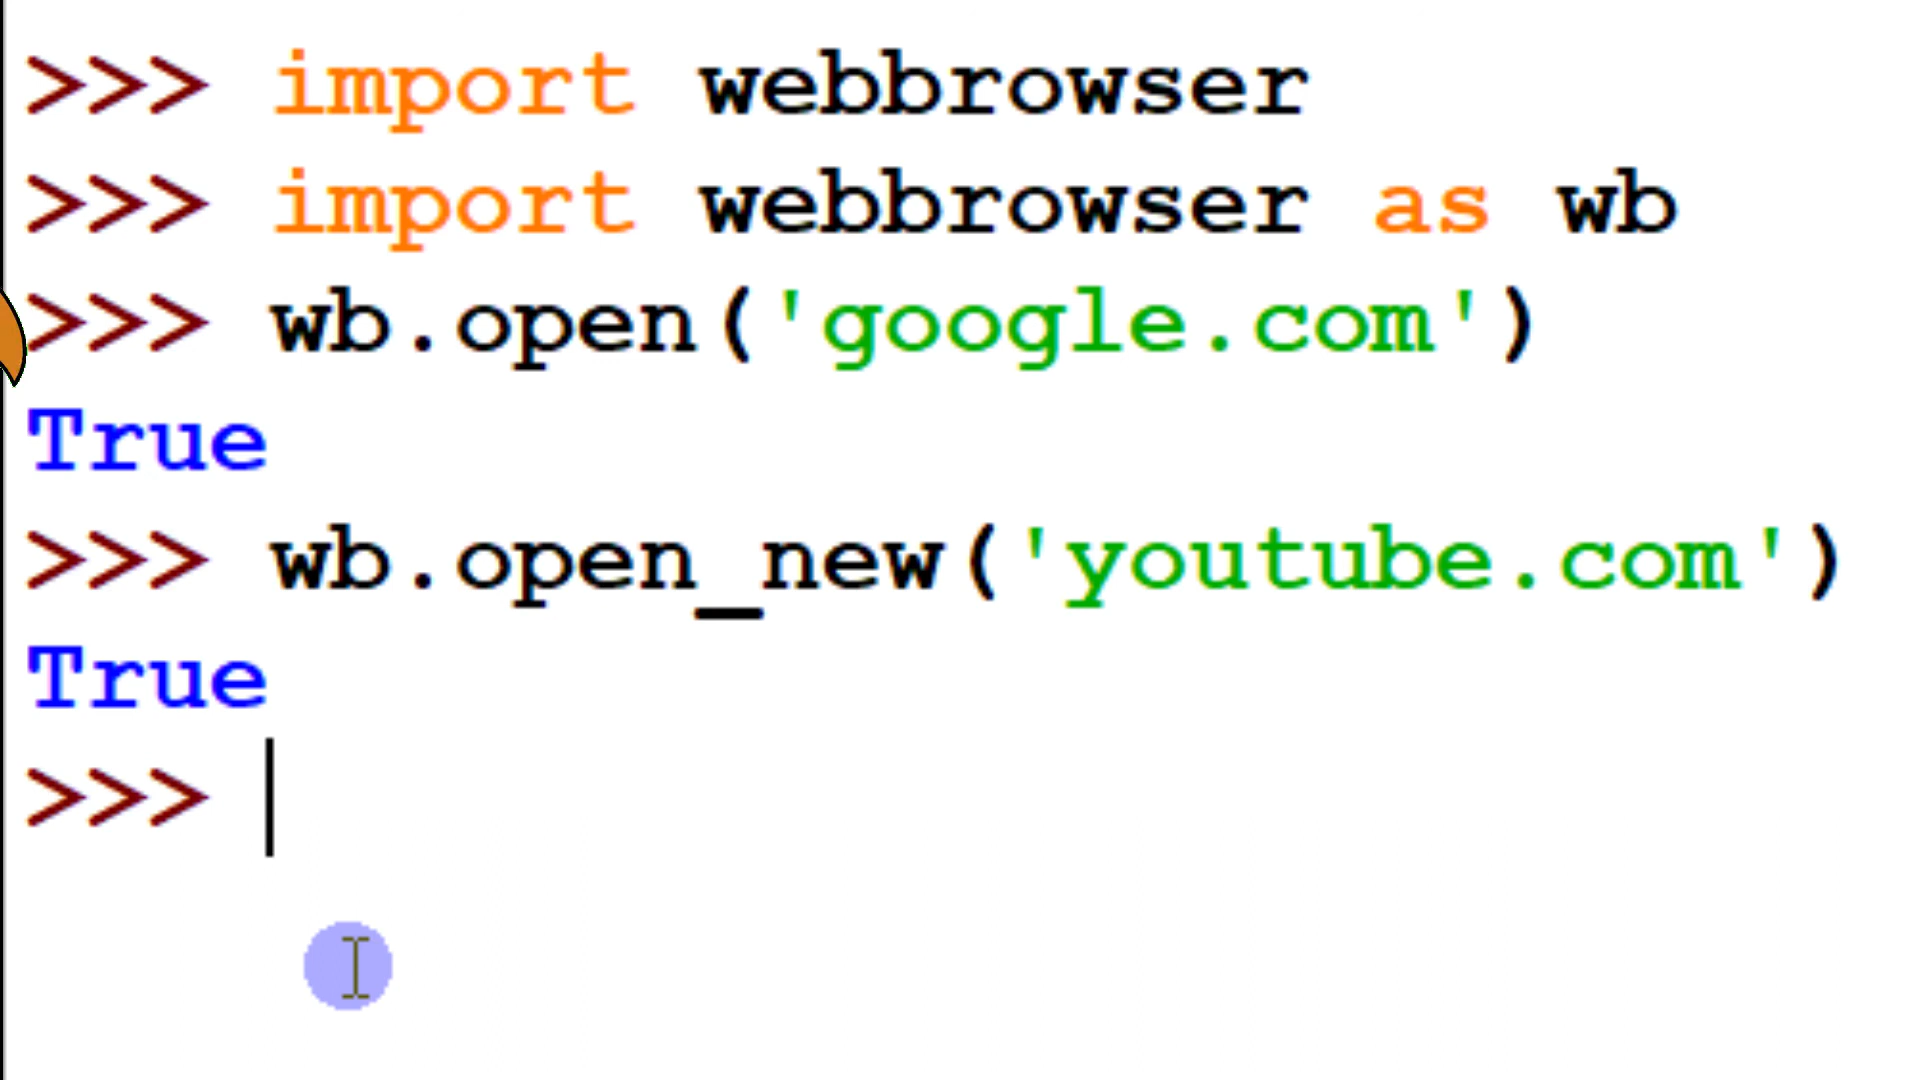 >>> import webbrowser
>>> import webbrowser as wb
>>> wb.open('google.com')
True
>>> wb.open_new('youtube.com')
True
>>>